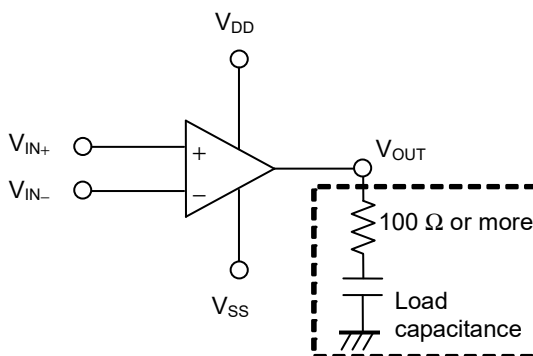 V_DD
V_IN+
V_IN−
+
−
V_OUT
100 Ω or more
V_SS
Load
capacitance